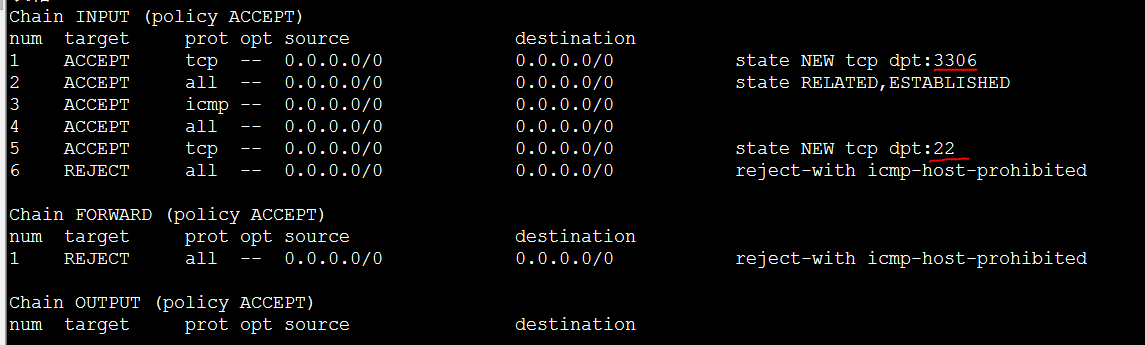 Chain INPUT (policy ACCEPT)
num  target     prot opt source               destination
1    ACCEPT     tcp  --  0.0.0.0/0            0.0.0.0/0           state NEW tcp dpt:3306
2    ACCEPT     all  --  0.0.0.0/0            0.0.0.0/0           state RELATED,ESTABLISHED
3    ACCEPT     icmp --  0.0.0.0/0            0.0.0.0/0
4    ACCEPT     all  --  0.0.0.0/0            0.0.0.0/0
5    ACCEPT     tcp  --  0.0.0.0/0            0.0.0.0/0           state NEW tcp dpt:22
6    REJECT     all  --  0.0.0.0/0            0.0.0.0/0           reject-with icmp-host-prohibited

Chain FORWARD (policy ACCEPT)
num  target     prot opt source               destination
1    REJECT     all  --  0.0.0.0/0            0.0.0.0/0           reject-with icmp-host-prohibited

Chain OUTPUT (policy ACCEPT)
num  target     prot opt source               destination